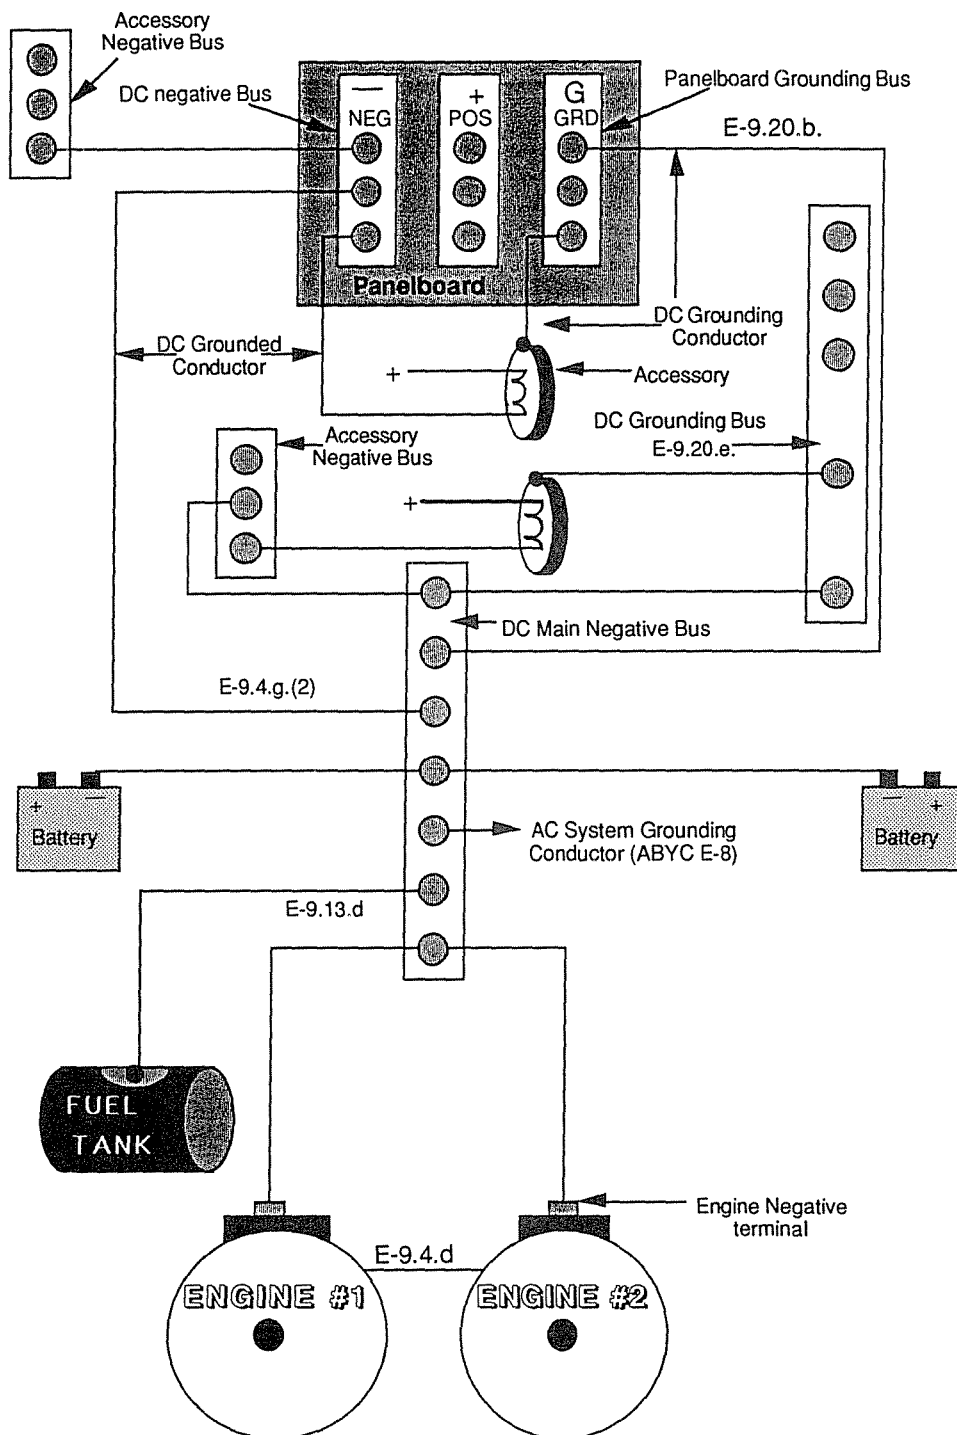 Accessory
Negative Bus
DC negative Bus
—
NEG
+
POS
G
GRD
Panelboard Grounding Bus
E-9.20.b.
Panelboard
DC Grounded
Conductor
DC Grounding
Conductor
+
Accessory
Accessory
Negative Bus
DC Grounding Bus
E-9.20.e.
+
DC Main Negative Bus
E-9.4.g.(2)
+ —
Battery
— +
Battery
AC System Grounding
Conductor (ABYC E-8)
E-9.13.d
FUEL
TANK
Engine Negative
terminal
E-9.4.d
ENGINE #1
ENGINE #2